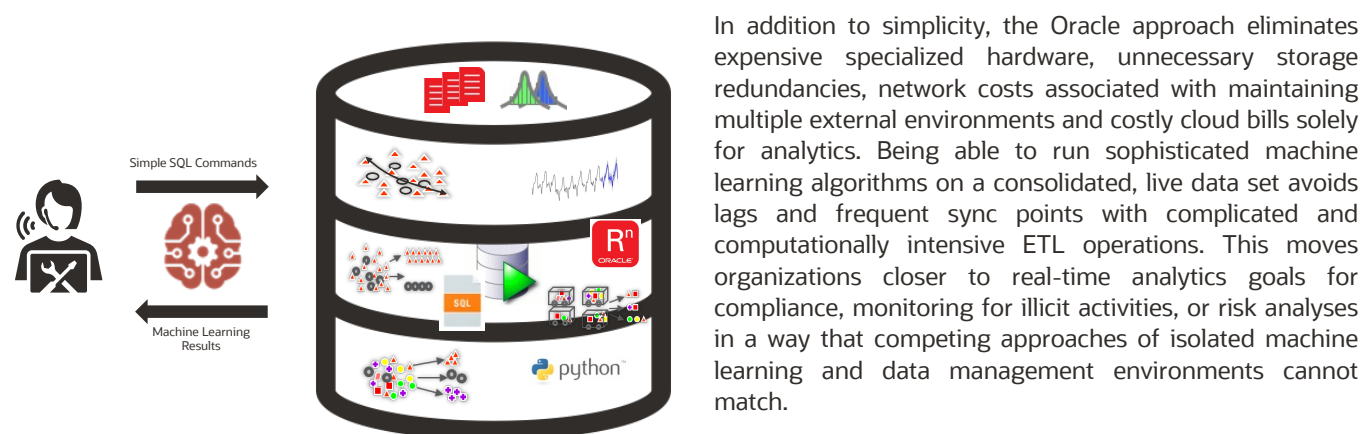 Simple SQL Commands
Machine Learning
Results
Rn
ORACLE
SQL
python™
In addition to simplicity, the Oracle approach eliminates
expensive specialized hardware, unnecessary storage
redundancies, network costs associated with maintaining
multiple external environments and costly cloud bills solely
for analytics. Being able to run sophisticated machine
learning algorithms on a consolidated, live data set avoids
lags and frequent sync points with complicated and
computationally intensive ETL operations. This moves
organizations closer to real-time analytics goals for
compliance, monitoring for illicit activities, or risk analyses
in a way that competing approaches of isolated machine
learning and data management environments cannot
match.